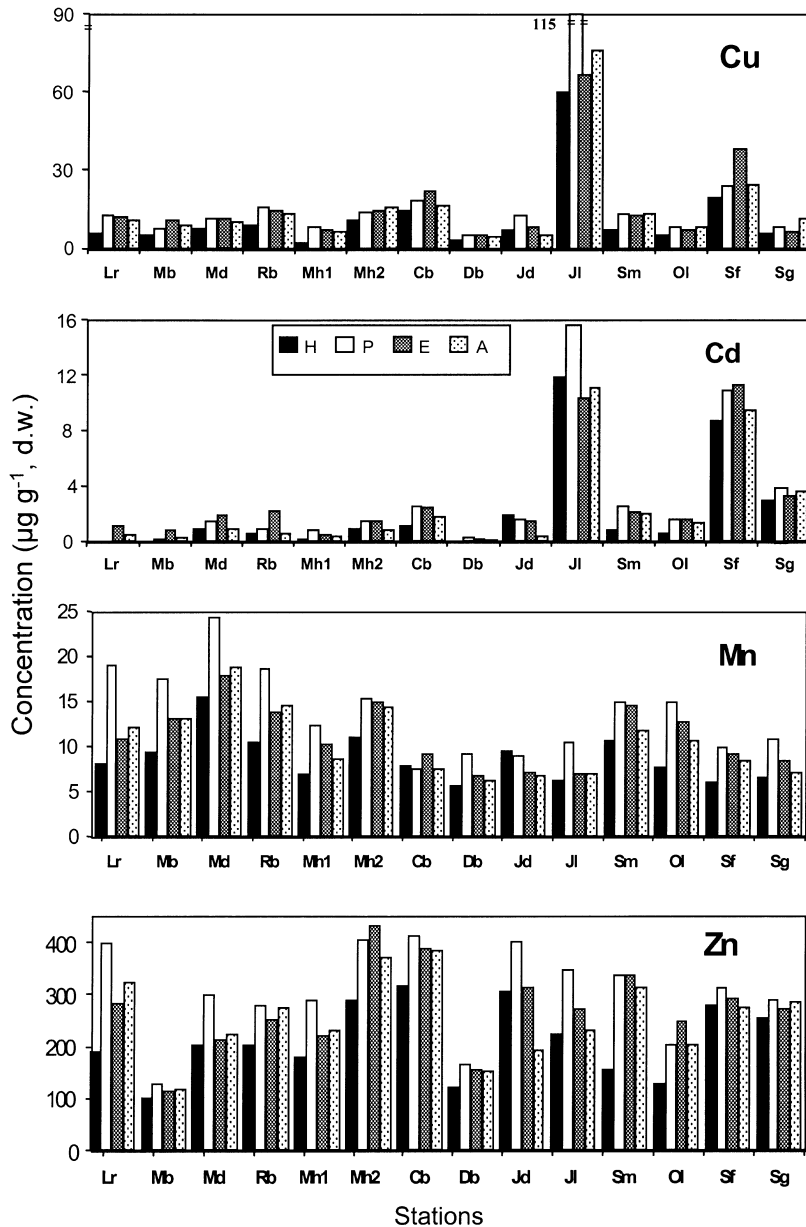 90
115
Cu
60
30
0
Lr Mb Md Rb Mh1 Mh2 Cb Db Jd Jl Sm Ol Sf Sg
16
H P E A
Cd
12
8
4
0
Lr Mb Md Rb Mh1 Mh2 Cb Db Jd Jl Sm Ol Sf Sg
Concentration (µg g⁻¹, d.w.)
25
Mn
20
15
10
5
0
Lr Mb Md Rb Mh1 Mh2 Cb Db Jd Jl Sm Ol Sf Sg
Zn
400
300
200
100
0
Lr Mb Md Rb Mh1 Mh2 Cb Db Jd Jl Sm Ol Sf Sg
Stations